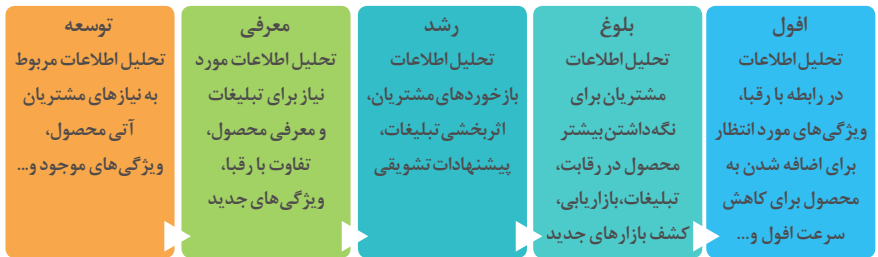 توسعه
تحلیل اطلاعات مربوط
به نیازهای مشتریان
آتی محصول،
ویژگی‌های موجود و...
معرفی
تحلیل اطلاعات مورد
نیاز برای تبلیغات
و معرفی محصول،
تفاوت با رقبا،
ویژگی‌های جدید
رشد
تحلیل اطلاعات
بازخوردهای مشتریان،
اثربخشی تبلیغات،
پیشنهادات تشویقی
بلوغ
تحلیل اطلاعات
مشتریان برای
نگه‌داشتن بیشتر
محصول در رقابت،
تبلیغات، بازاریابی،
کشف بازارهای جدید
افول
تحلیل اطلاعات
در رابطه با رقبا،
ویژگی‌های مورد انتظار
برای اضافه شدن به
محصول برای کاهش
سرعت افول و...